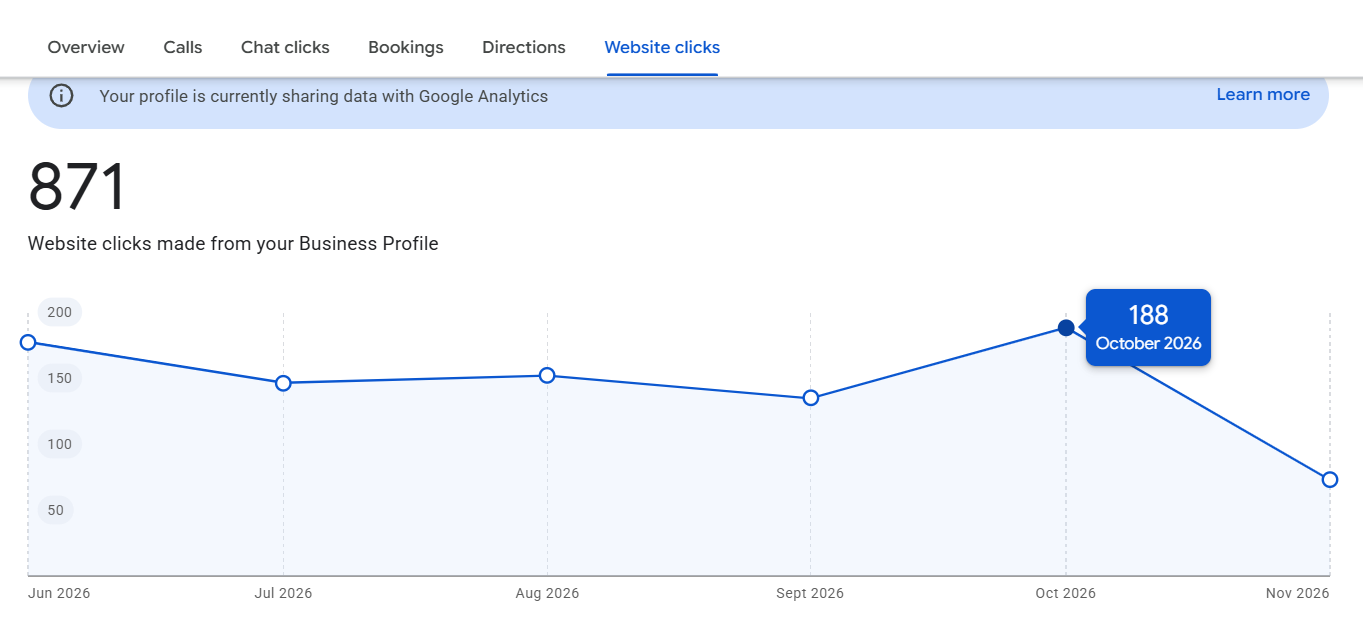 Overview Calls Chat clicks Bookings Directions Website clicks
Your profile is currently sharing data with Google Analytics Learn more
871
Website clicks made from your Business Profile
200
188
October 2026
150
100
50
Jun 2026 Jul 2026 Aug 2026 Sept 2026 Oct 2026 Nov 2026